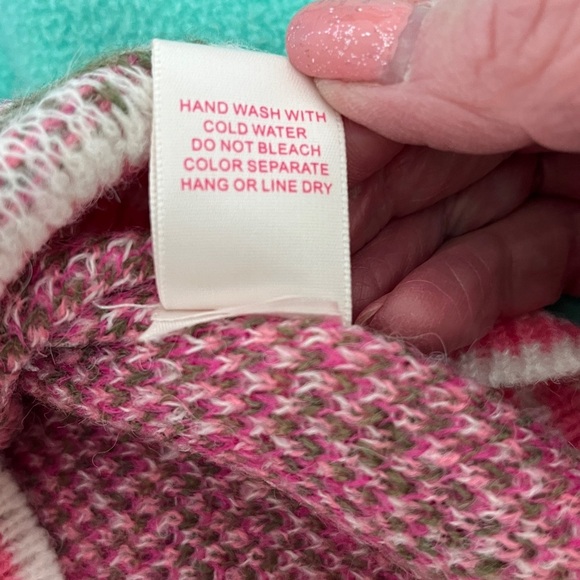 HAND WASH WITH
COLD WATER
DO NOT BLEACH
COLOR SEPARATE
HANG OR LINE DRY